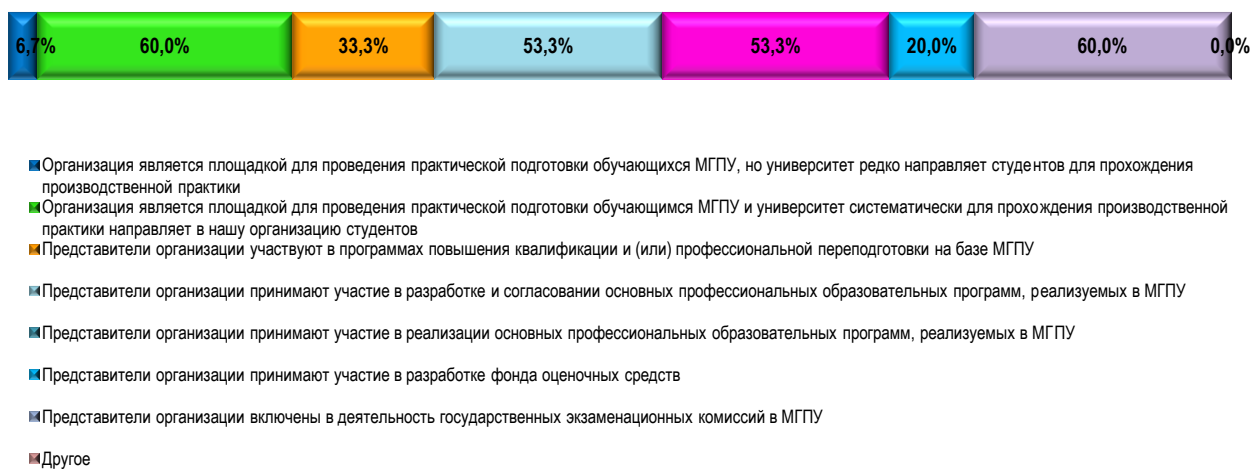 6,7% 60,0% 33,3% 53,3% 53,3% 20,0% 60,0% 0,0%
Организация является площадкой для проведения практической подготовки обучающихся МГПУ, но университет редко направляет студентов для прохождения
производственной практики
Организация является площадкой для проведения практической подготовки обучающимся МГПУ и университет систематически для прохождения производственной
практики направляет в нашу организацию студентов
Представители организации участвуют в программах повышения квалификации и (или) профессиональной переподготовки на базе МГПУ
Представители организации принимают участие в разработке и согласовании основных профессиональных образовательных программ, реализуемых в МГПУ
Представители организации принимают участие в реализации основных профессиональных образовательных программ, реализуемых в МГПУ
Представители организации принимают участие в разработке фонда оценочных средств
Представители организации включены в деятельность государственных экзаменационных комиссий в МГПУ
Другое